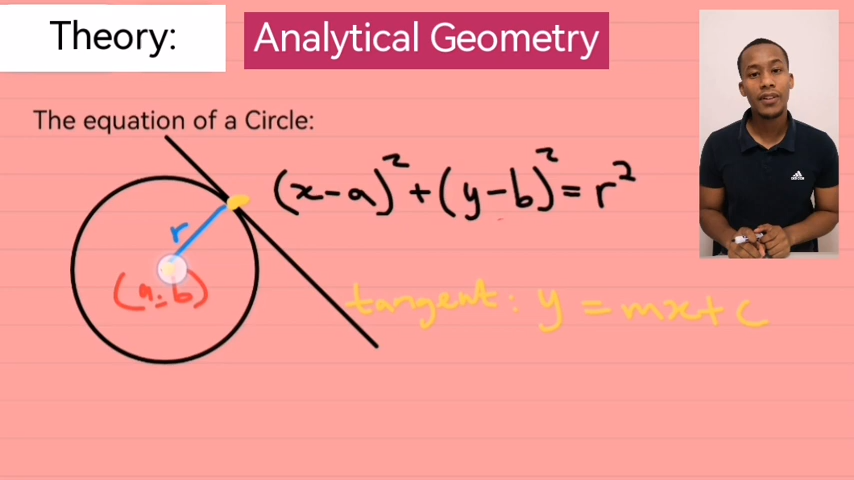 Theory:
Analytical Geometry
The equation of a Circle:
(x-a)²+(y-b)²=r²
r
(a;b)
tangent: y = mx+c